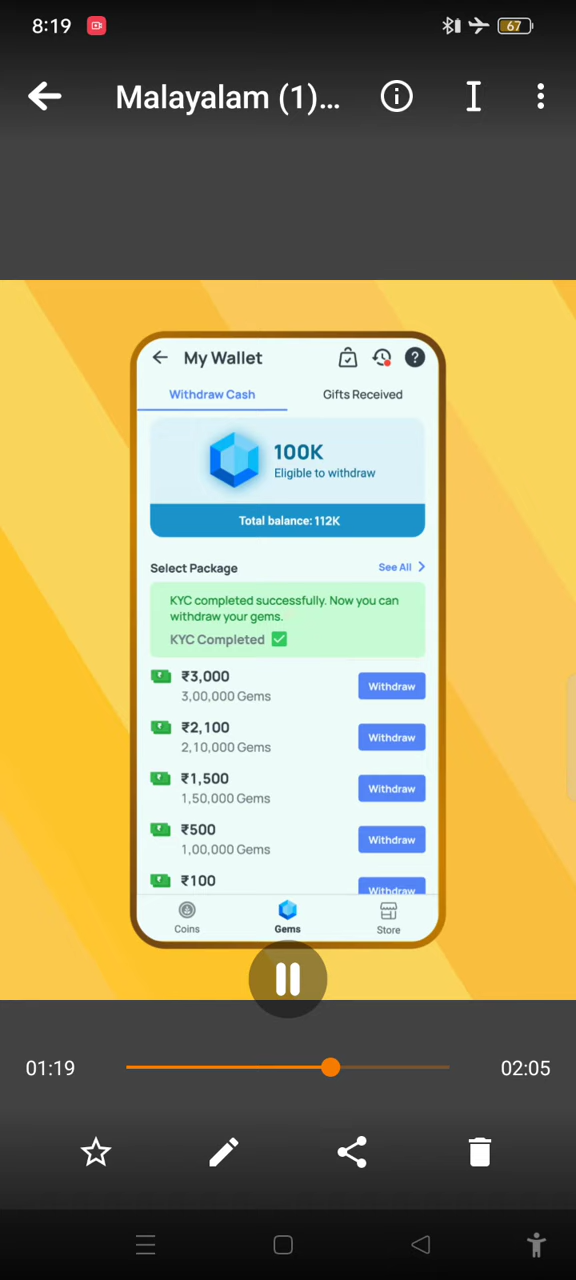 8:19
67
Malayalam (1)...
My Wallet
?
Withdraw Cash
Gifts Received
100K
Eligible to withdraw
Total balance: 112K
Select Package
See All
KYC completed successfully. Now you can
withdraw your gems.
KYC Completed
₹3,000
3,00,000 Gems
Withdraw
₹2,100
2,10,000 Gems
Withdraw
₹1,500
1,50,000 Gems
Withdraw
₹500
1,00,000 Gems
Withdraw
₹100
Withdraw
Coins
Gems
Store
01:19
02:05